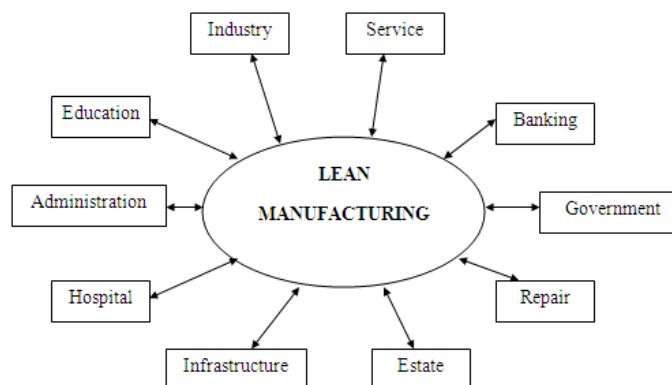 Industry
Service
Education
Banking
LEAN
MANUFACTURING
Administration
Government
Hospital
Repair
Infrastructure
Estate